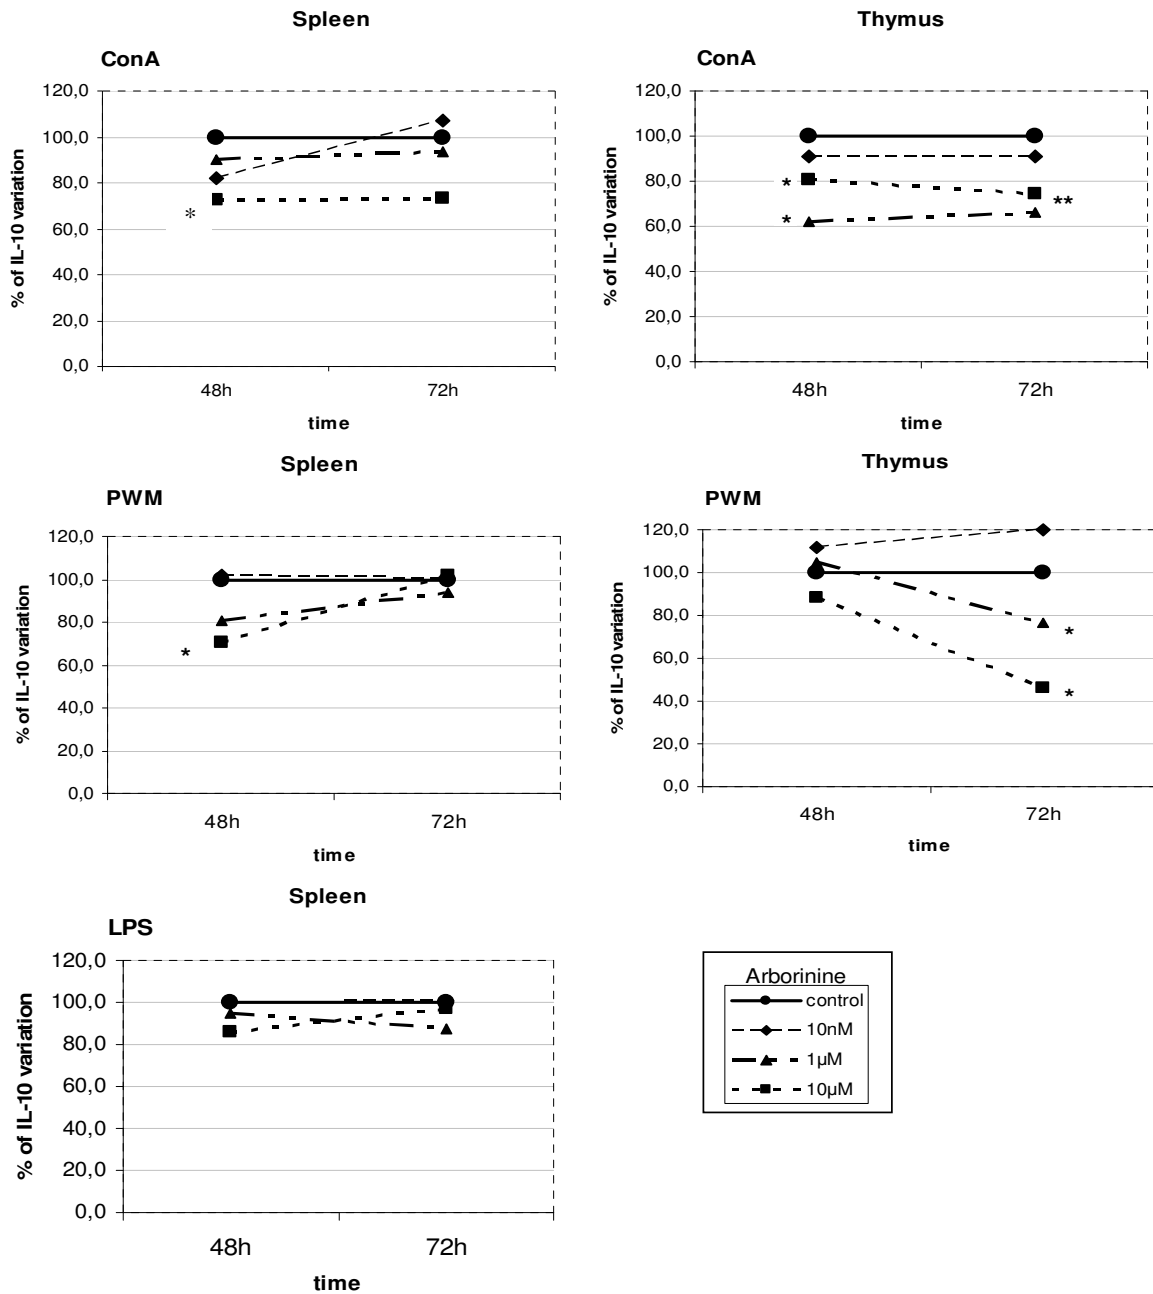 Spleen
ConA
120,0
100,0
80,0
60,0
40,0
20,0
0,0
% of IL-10 variation
*
48h
72h
time
Thymus
ConA
120,0
100,0
80,0
60,0
40,0
20,0
0,0
% of IL-10 variation
*
*
**
48h
72h
time
Spleen
PWM
120,0
100,0
80,0
60,0
40,0
20,0
0,0
% of IL-10 variation
*
48h
72h
time
Thymus
PWM
120,0
100,0
80,0
60,0
40,0
20,0
0,0
% of IL-10 variation
*
*
48h
72h
time
Spleen
LPS
120,0
100,0
80,0
60,0
40,0
20,0
0,0
% of IL-10 variation
48h
72h
time
Arborinine
control
10nM
1µM
10µM